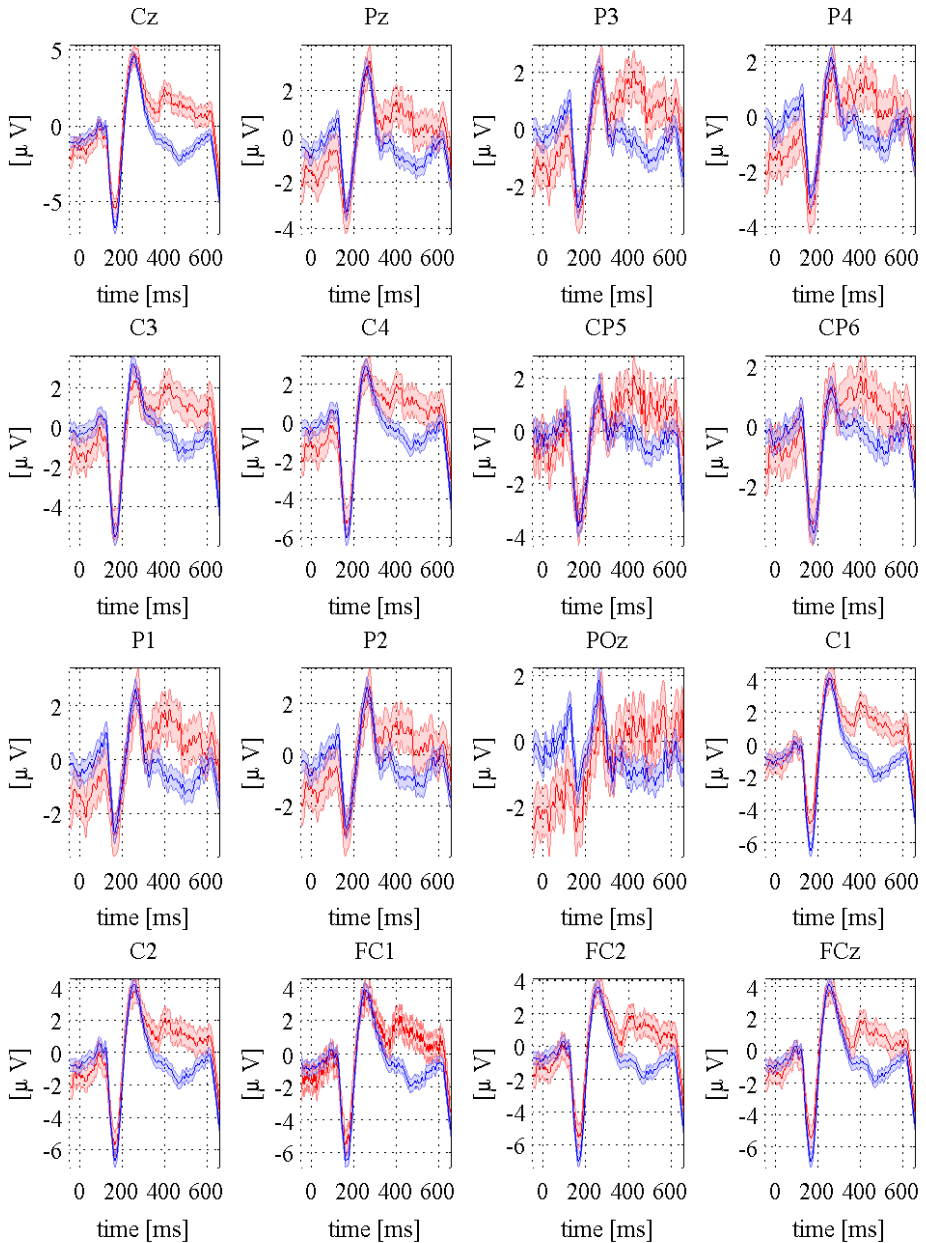 Cz Pz P3 P4
[μ V] 5 0 -5 [μ V] 2 0 -2 -4 [μ V] 2 0 -2 [μ V] 2 0 -2 -4
0 200 400 600 0 200 400 600 0 200 400 600 0 200 400 600
time [ms] time [ms] time [ms] time [ms]
C3 C4 CP5 CP6
[μ V] 2 0 -2 -4 [μ V] 2 0 -2 -4 -6 [μ V] 2 0 -2 -4 [μ V] 2 0 -2
0 200 400 600 0 200 400 600 0 200 400 600 0 200 400 600
time [ms] time [ms] time [ms] time [ms]
P1 P2 POz C1
[μ V] 2 0 -2 [μ V] 2 0 -2 [μ V] 2 0 -2 [μ V] 4 2 0 -2 -4 -6
0 200 400 600 0 200 400 600 0 200 400 600 0 200 400 600
time [ms] time [ms] time [ms] time [ms]
C2 FC1 FC2 FCz
[μ V] 4 2 0 -2 -4 -6 [μ V] 4 2 0 -2 -4 -6 [μ V] 4 2 0 -2 -4 -6 [μ V] 4 2 0 -2 -4 -6
0 200 400 600 0 200 400 600 0 200 400 600 0 200 400 600
time [ms] time [ms] time [ms] time [ms]